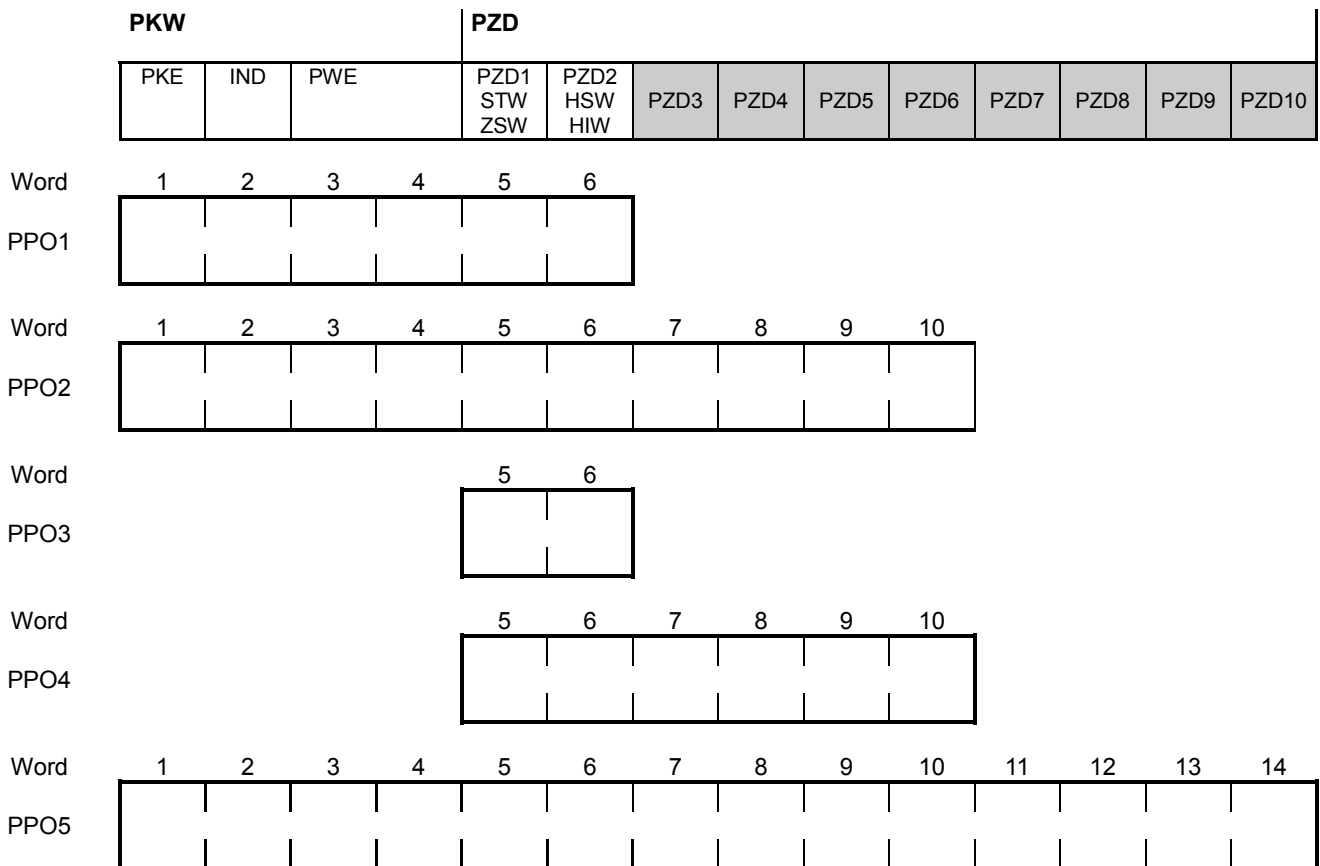 PKW PZD
PKE IND PWE PZD1 STW ZSW PZD2 HSW HIW PZD3 PZD4 PZD5 PZD6 PZD7 PZD8 PZD9 PZD10
Word 1 2 3 4 5 6
PPO1
Word 1 2 3 4 5 6 7 8 9 10
PPO2
Word 5 6
PPO3
Word 5 6 7 8 9 10
PPO4
Word 1 2 3 4 5 6 7 8 9 10 11 12 13 14
PPO5